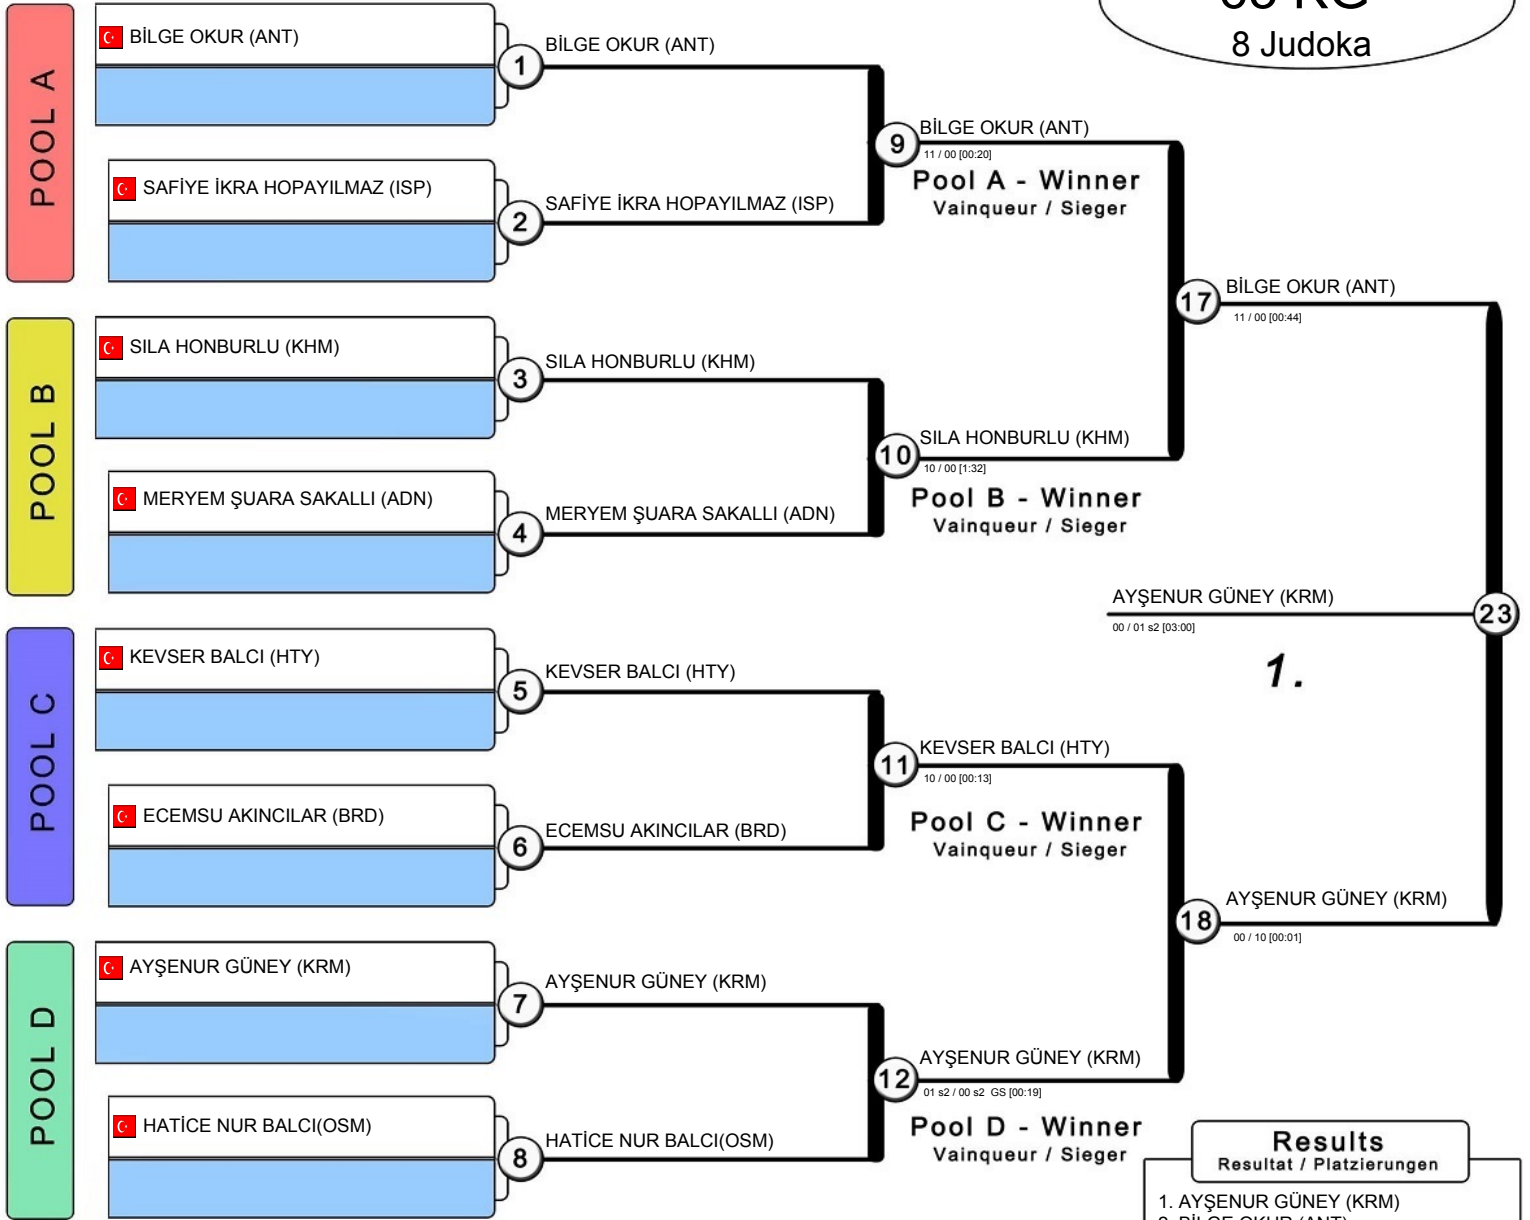 8 Judoka
POOL A
BİLGE OKUR (ANT)
1
BİLGE OKUR (ANT)
SAFİYE İKRA HOPAYILMAZ (ISP)
2
SAFİYE İKRA HOPAYILMAZ (ISP)
9
BİLGE OKUR (ANT)
11 / 00 [00:20]
Pool A - Winner
Vainqueur / Sieger
POOL B
SILA HONBURLU (KHM)
3
SILA HONBURLU (KHM)
MERYEM ŞUARA SAKALLI (ADN)
4
MERYEM ŞUARA SAKALLI (ADN)
10
SILA HONBURLU (KHM)
10 / 00 [1:32]
Pool B - Winner
Vainqueur / Sieger
17
BİLGE OKUR (ANT)
11 / 00 [00:44]
AYŞENUR GÜNEY (KRM)
00 / 01 s2 [03:00]
23
1.
POOL C
KEVSER BALCI (HTY)
5
KEVSER BALCI (HTY)
ECEMSU AKINCILAR (BRD)
6
ECEMSU AKINCILAR (BRD)
11
KEVSER BALCI (HTY)
10 / 00 [00:13]
Pool C - Winner
Vainqueur / Sieger
18
AYŞENUR GÜNEY (KRM)
00 / 10 [00:01]
POOL D
AYŞENUR GÜNEY (KRM)
7
AYŞENUR GÜNEY (KRM)
HATİCE NUR BALCI(OSM)
8
HATİCE NUR BALCI(OSM)
12
AYŞENUR GÜNEY (KRM)
01 s2 / 00 s2 GS [00:19]
Pool D - Winner
Vainqueur / Sieger
Results
Resultat / Platzierungen
1. AYŞENUR GÜNEY (KRM)
2. BİLGE OKUR (ANT)